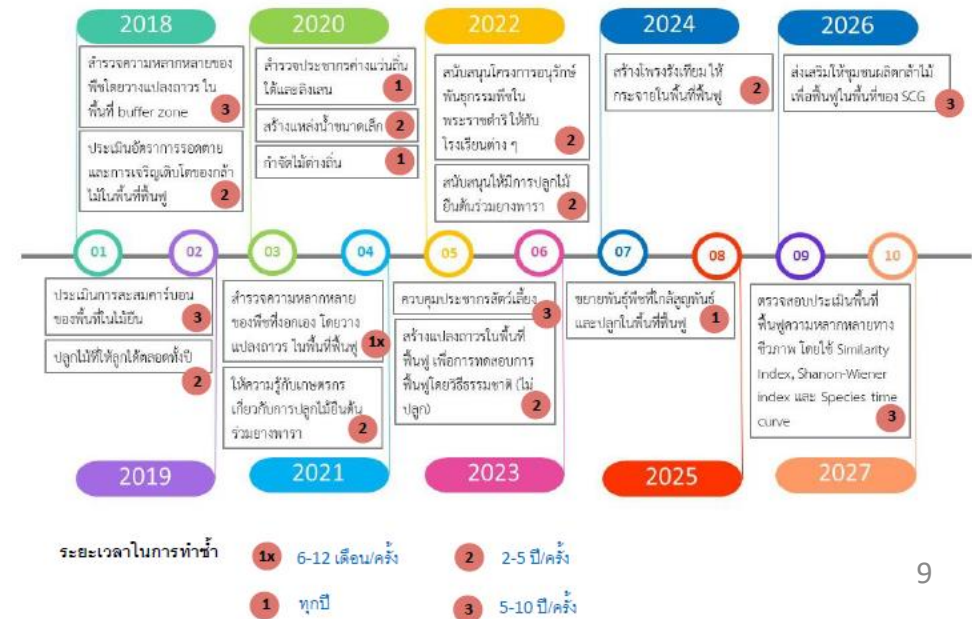 2018
2020
2022
2024
2026
สำรวจความหลากหลายของ
พืชโดยวางแปลงถาวร ใน
พื้นที่ buffer zone
3
ประเมินอัตราการรอดตาย
และการเจริญเติบโตของกล้า
ไม้ในพื้นที่ฟื้นฟู
2
สำรวจประชากรค่างแว่นถิ่น
ใต้และลิงเสน
1
สร้างแหล่งน้ำขนาดเล็ก
2
กำจัดไม้ต่างถิ่น
1
สนับสนุนโครงการอนุรักษ์
พันธุกรรมพืชใน
พระราชดำริ ให้กับ
โรงเรียนต่าง ๆ
2
สนับสนุนให้มีการปลูกไม้
ยืนต้นร่วมยางพารา
2
สร้างโพรงรังเทียม ให้
กระจายในพื้นที่ฟื้นฟู
2
ส่งเสริมให้ชุมชนผลิตกล้าไม้
เพื่อฟื้นฟูในพื้นที่ของ SCG
3
01
02
03
04
05
06
07
08
09
10
ประเมินการสะสมคาร์บอน
ของพื้นที่ในไม้ยืน
3
ปลูกไม้ที่ให้ลูกได้ตลอดทั้งปี
2
สำรวจความหลากหลาย
ของพืชที่งอกเอง โดยวาง
แปลงถาวร ในพื้นที่ฟื้นฟู
1x
ให้ความรู้กับเกษตรกร
เกี่ยวกับการปลูกไม้ยืนต้น
ร่วมยางพารา
2
ควบคุมประชากรสัตว์เลี้ยง
3
สร้างแปลงถาวรในพื้นที่
ฟื้นฟู เพื่อการทดสอบการ
ฟื้นฟูโดยวิธีธรรมชาติ (ไม่
ปลูก)
2
ขยายพันธุ์พืชที่ใกล้สูญพันธุ์
และปลูกในพื้นที่ฟื้นฟู
1
ตรวจสอบประเมินพื้นที่
ฟื้นฟูความหลากหลายทาง
ชีวภาพ โดยใช้ Similarity
Index, Shanon-Wiener
index และ Species time
curve
3
2019
2021
2023
2025
2027
ระยะเวลาในการทำซ้ำ
1x 6-12 เดือน/ครั้ง
2 2-5 ปี/ครั้ง
1 ทุกปี
3 5-10 ปี/ครั้ง
9